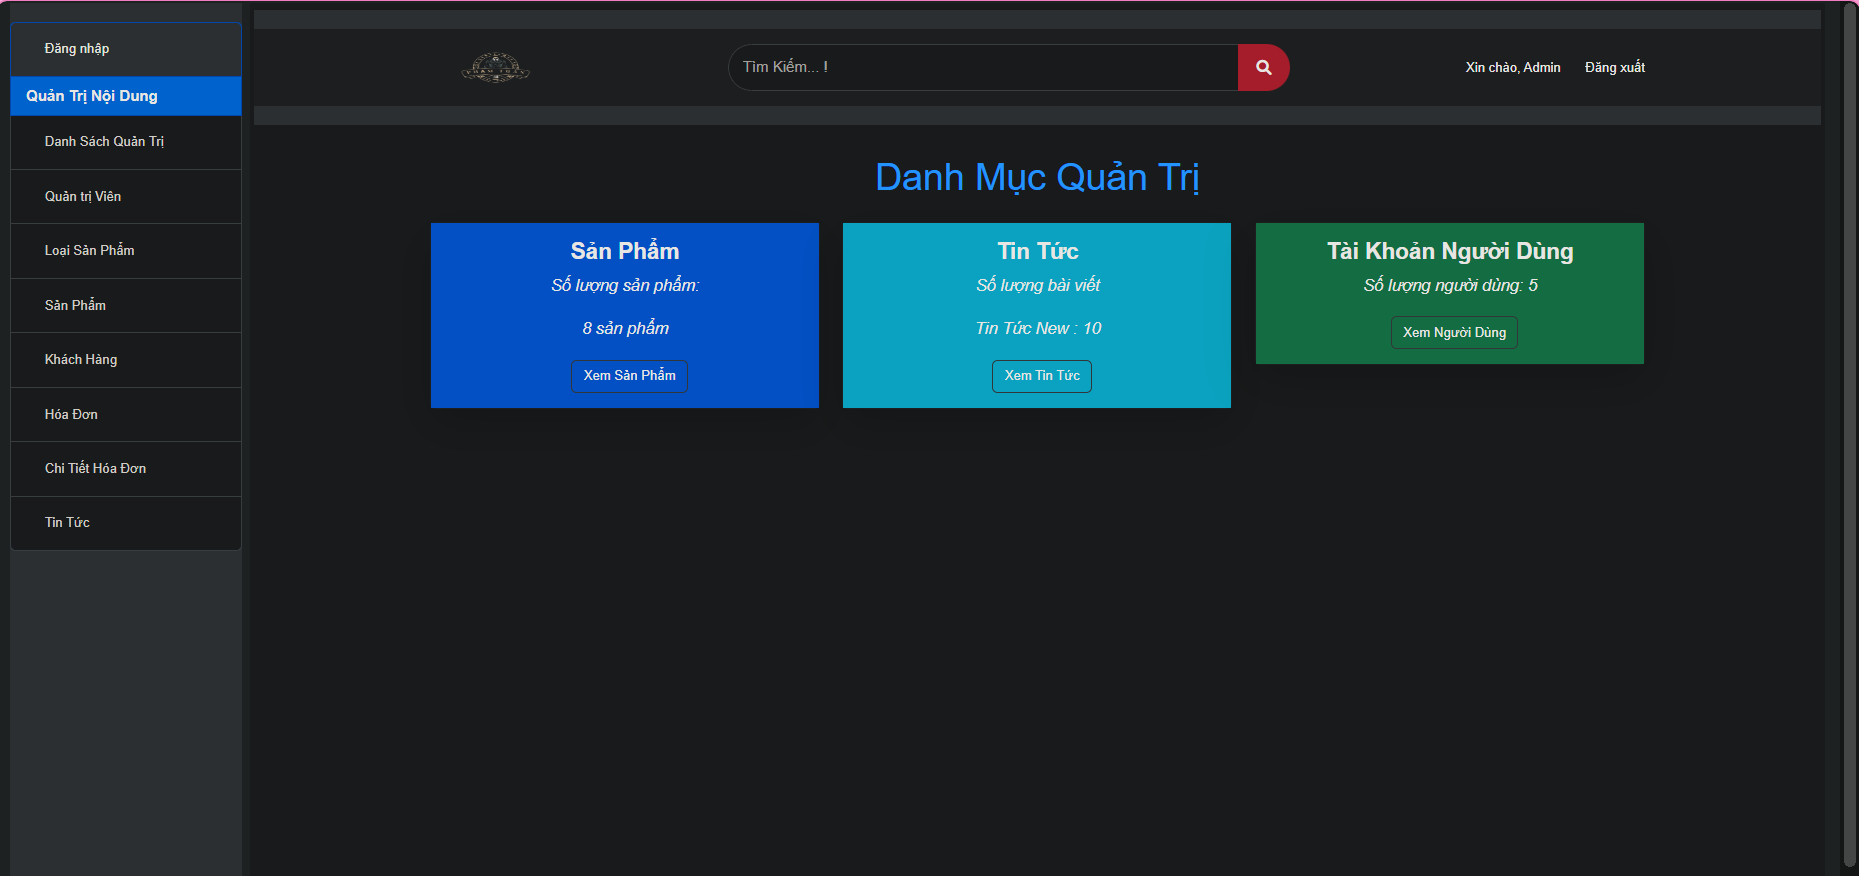 Đăng nhập
Quản Trị Nội Dung
Danh Sách Quản Trị
Quản trị Viên
Loại Sản Phẩm
Sản Phẩm
Khách Hàng
Hóa Đơn
Chi Tiết Hóa Đơn
Tin Tức
PHẠM TUẤN
Tìm Kiếm... !
Xin chào, Admin
Đăng xuất
Danh Mục Quản Trị
Sản Phẩm
Số lượng sản phẩm:
8 sản phẩm
Xem Sản Phẩm
Tin Tức
Số lượng bài viết
Tin Tức New : 10
Xem Tin Tức
Tài Khoản Người Dùng
Số lượng người dùng: 5
Xem Người Dùng